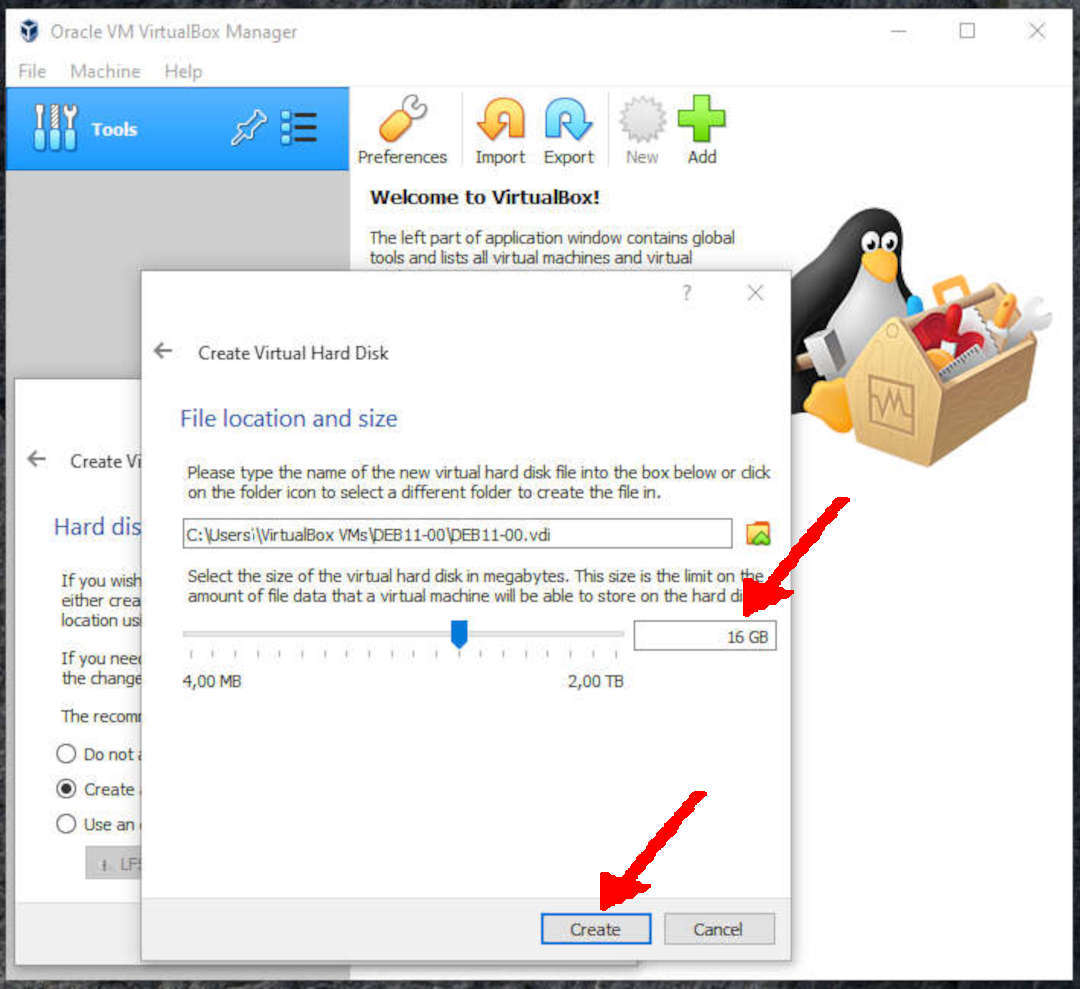 Oracle VM VirtualBox Manager
File Machine Help
Tools
Preferences Import Export New Add
Welcome to VirtualBox!
The left part of application window contains global
tools and lists all virtual machines and virtual
?
Create Virtual Hard Disk
File location and size
Please type the name of the new virtual hard disk file into the box below or click
on the folder icon to select a different folder to create the file in.
C:\Users\\VirtualBox VMs\DEB11-00\DEB11-00.vdi
Select the size of the virtual hard disk in megabytes. This size is the limit on the
amount of file data that a virtual machine will be able to store on the hard di
16 GB
4,00 MB 2,00 TB
Create Cancel
Create Vi
Hard dis
If you wish
either crea
location usi
If you need
the change
The recomm
Do not a
Create a
Use an
LFS